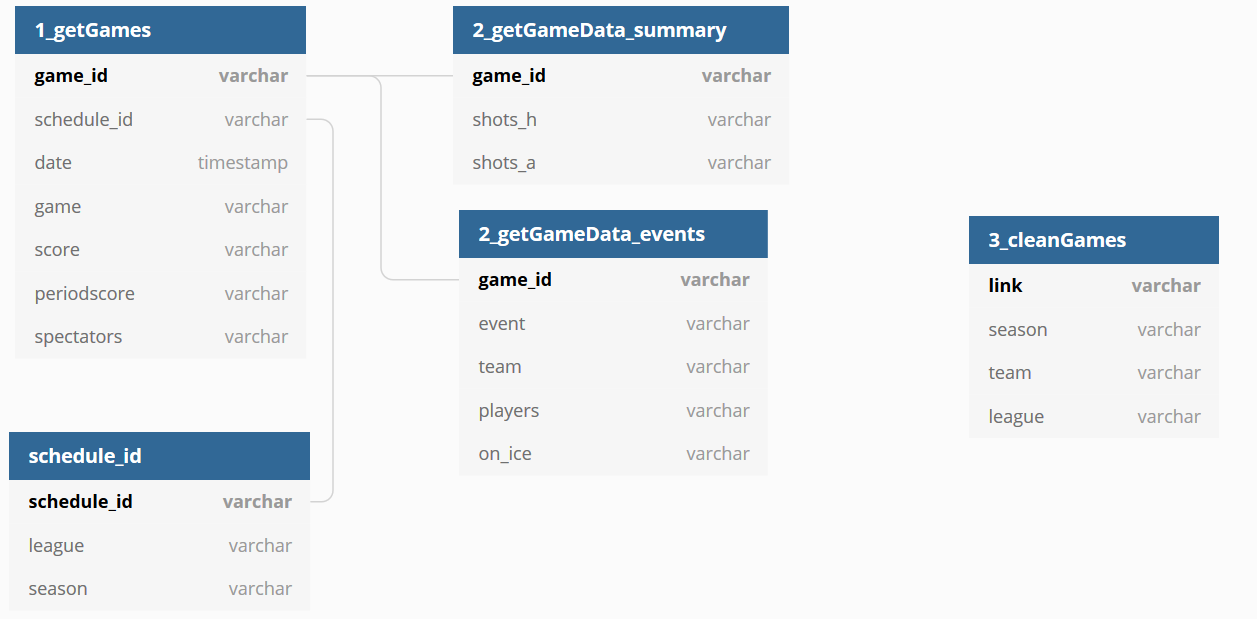 1_getGames
game_id varchar
schedule_id varchar
date timestamp
game varchar
score varchar
periodscore varchar
spectators varchar
schedule_id
schedule_id varchar
league varchar
season varchar
2_getGameData_summary
game_id varchar
shots_h varchar
shots_a varchar
2_getGameData_events
game_id varchar
event varchar
team varchar
players varchar
on_ice varchar
3_cleanGames
link varchar
season varchar
team varchar
league varchar